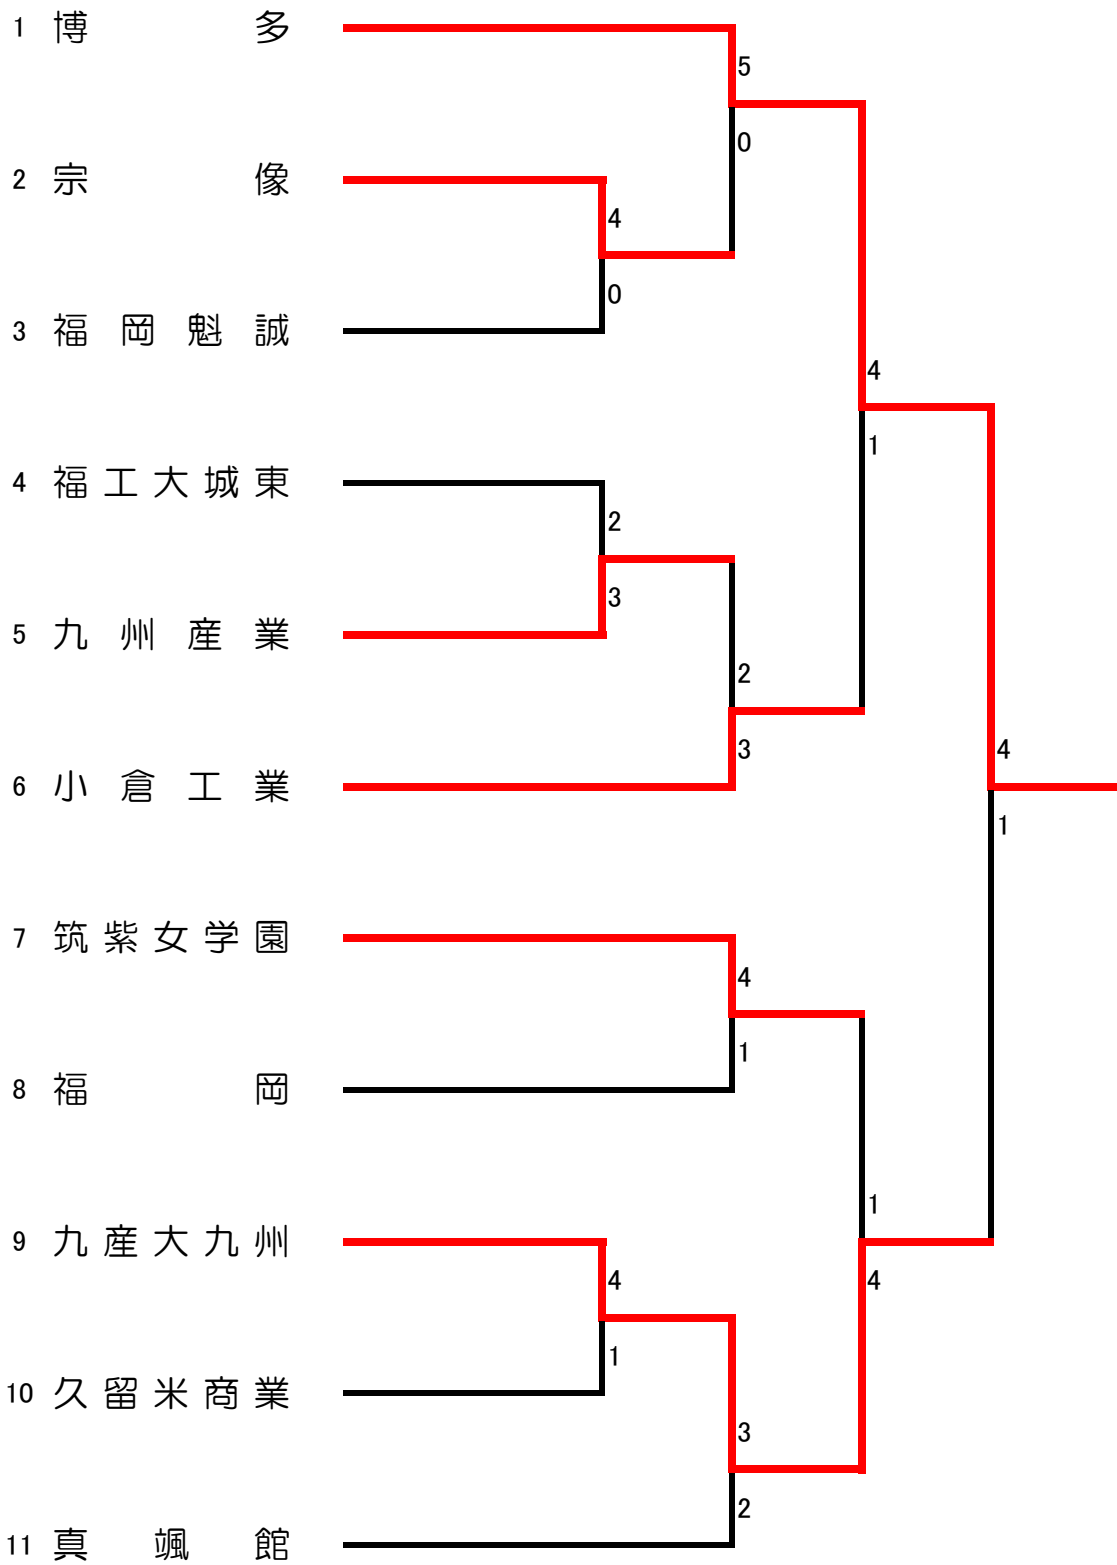 1 博多
5
0
2 宗像
4
0
3 福岡魁誠
4
1
4 福工大城東
2
3
5 九州産業
2
3
6 小倉工業
4
1
7 筑紫女学園
4
1
8 福岡
1
4
9 九産大九州
4
1
10 久留米商業
3
2
11 真颯館